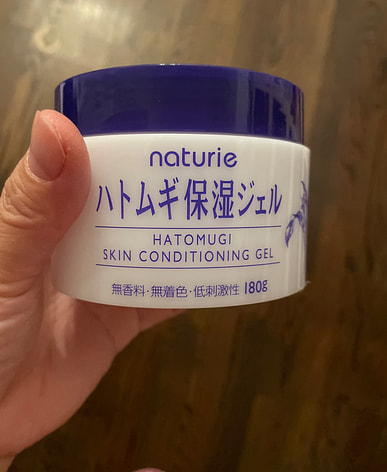 naturie
ハトムギ保湿ジェル
HATOMUGI
SKIN CONDITIONING GEL
無香料・無着色・低刺激性 180g